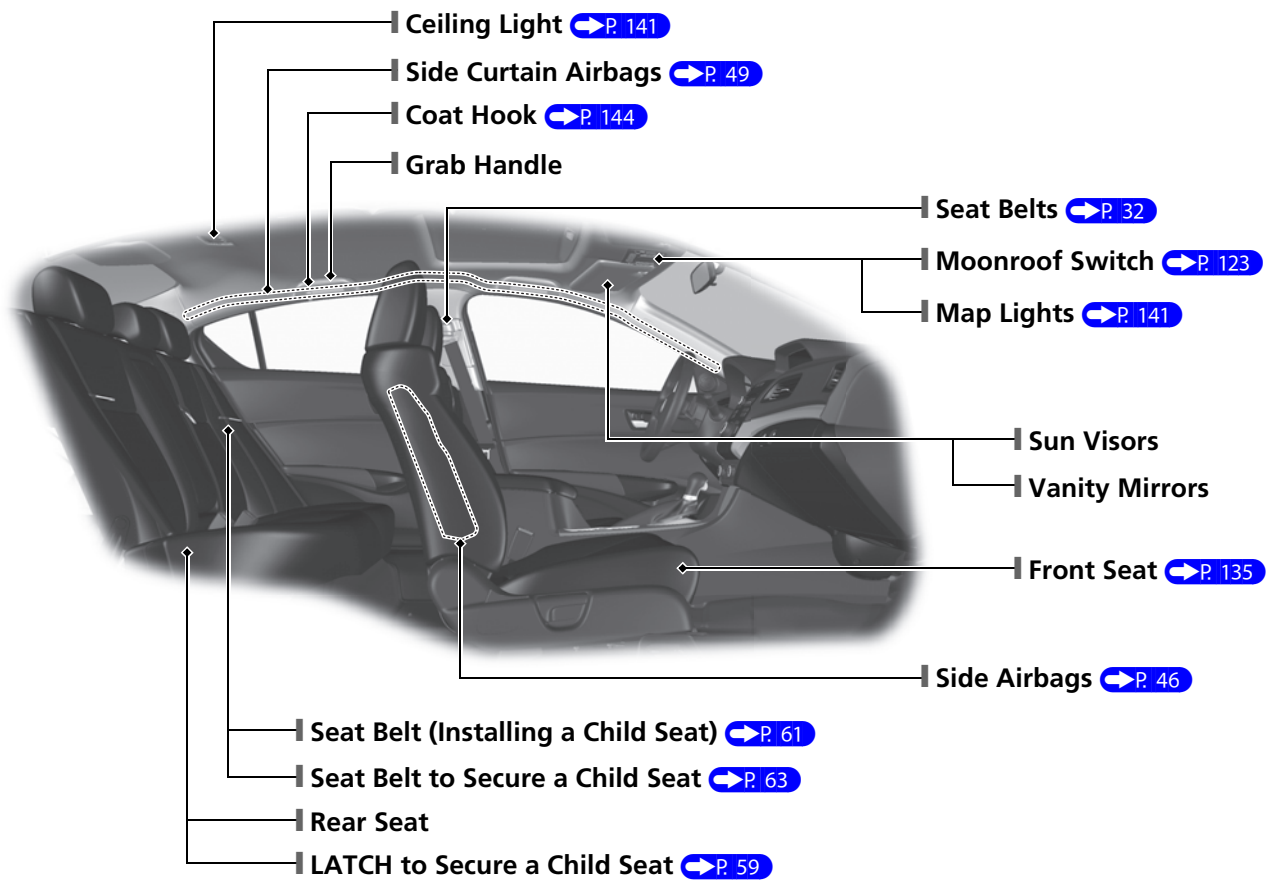 Ceiling Light P. 141
Side Curtain Airbags P. 49
Coat Hook P. 144
Grab Handle
Seat Belts P. 32
Moonroof Switch P. 123
Map Lights P. 141
Sun Visors
Vanity Mirrors
Front Seat P. 135
Side Airbags P. 46
Seat Belt (Installing a Child Seat) P. 61
Seat Belt to Secure a Child Seat P. 63
Rear Seat
LATCH to Secure a Child Seat P. 59